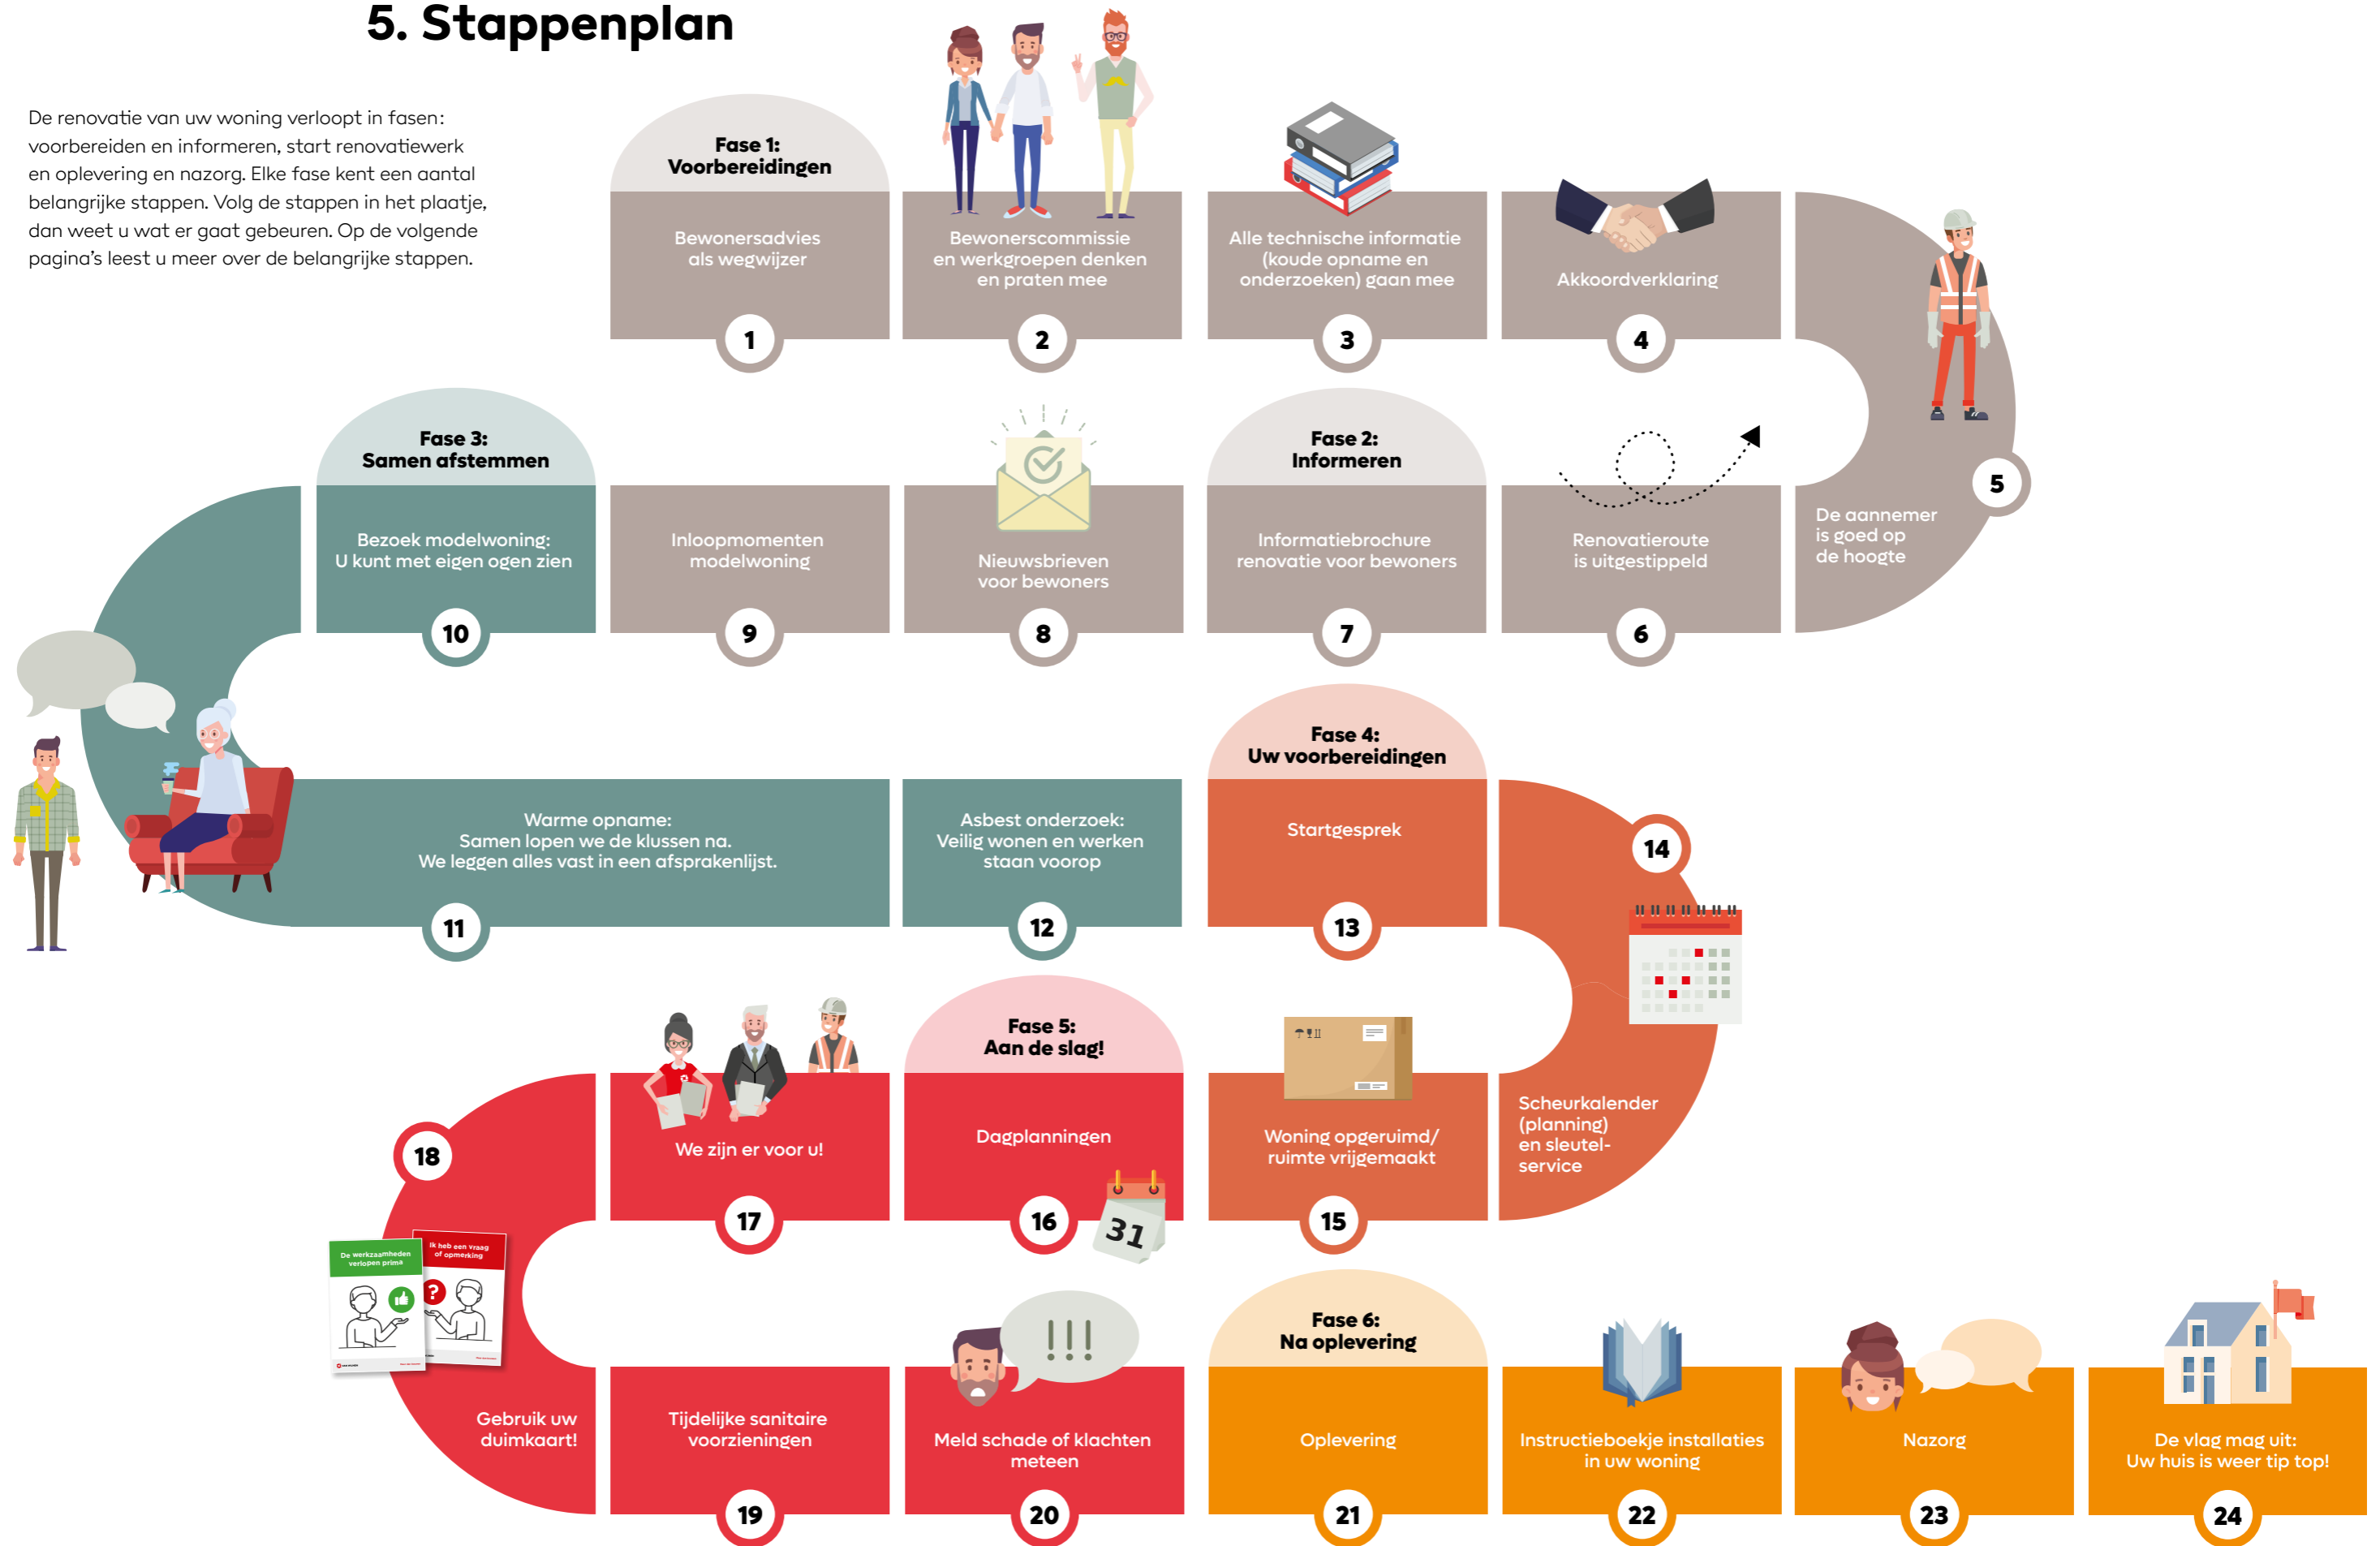 5. Stappenplan
De renovatie van uw woning verloopt in fasen:
voorbereiden en informeren, start renovatiewerk
en oplevering en nazorg. Elke fase kent een aantal
belangrijke stappen. Volg de stappen in het plaatje,
dan weet u wat er gaat gebeuren. Op de volgende
pagina's leest u meer over de belangrijke stappen.
Fase 1:
Voorbereidingen
Bewonersadvies
als wegwijzer
1
Bewonerscommissie
en werkgroepen denken
en praten mee
2
Alle technische informatie
(koude opname en
onderzoeken) gaan mee
3
Akkoordverklaring
4
De aannemer
is goed op
de hoogte
5
Renovatieroute
is uitgestippeld
6
Fase 2:
Informeren
Informatiebrochure
renovatie voor bewoners
7
Nieuwsbrieven
voor bewoners
8
Inloopmomenten
modelwoning
9
Fase 3:
Samen afstemmen
Bezoek modelwoning:
U kunt met eigen ogen zien
10
Warme opname:
Samen lopen we de klussen na.
We leggen alles vast in een afsprakenlijst.
11
Asbest onderzoek:
Veilig wonen en werken
staan voorop
12
Fase 4:
Uw voorbereidingen
Startgesprek
13
14
Scheurkalender
(planning)
en sleutel-
service
Woning opgeruimd/
ruimte vrijgemaakt
15
Fase 5:
Aan de slag!
Dagplanningen
16
31
We zijn er voor u!
17
18
De werkzaamheden
verlopen prima
Ik heb een vraag
of opmerking
?
Gebruik uw
duimkaart!
Tijdelijke sanitaire
voorzieningen
19
!!!
Meld schade of klachten
meteen
20
Fase 6:
Na oplevering
Oplevering
21
Instructieboekje installaties
in uw woning
22
Nazorg
23
De vlag mag uit:
Uw huis is weer tip top!
24